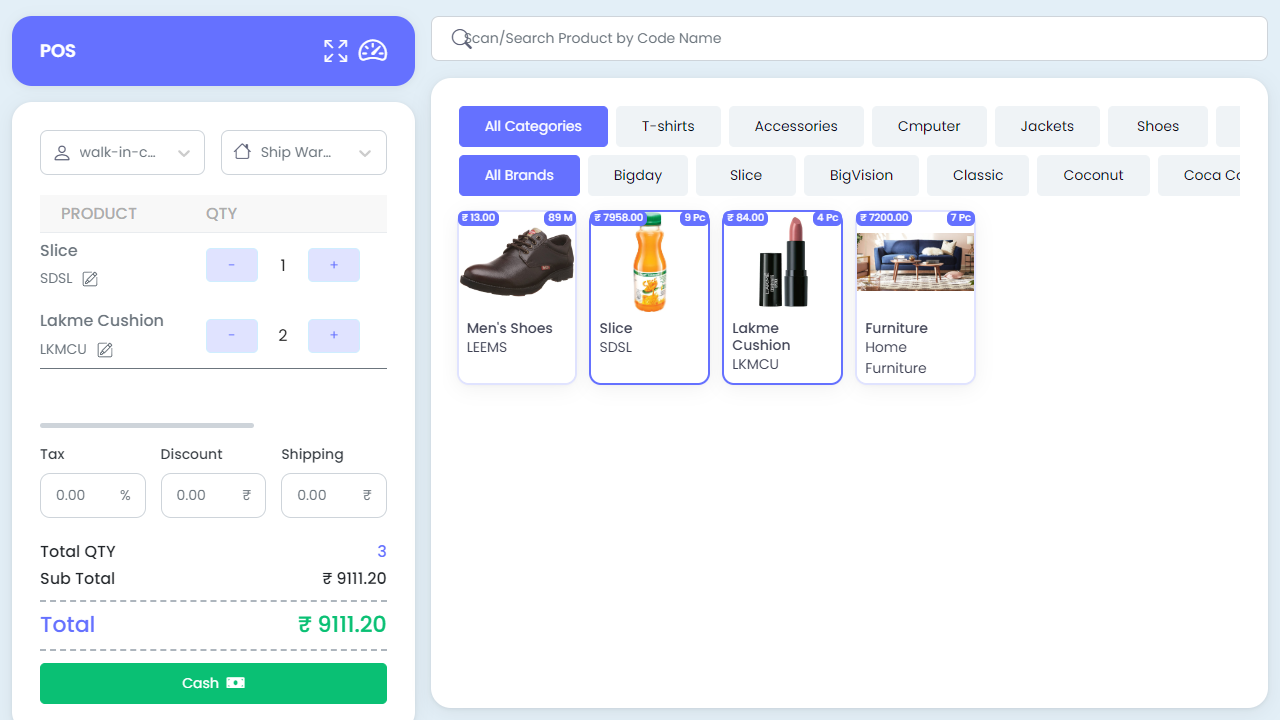 POS
walk-in-c...
Ship War...
PRODUCT QTY
Slice
SDSL
- 1 +
Lakme Cushion
LKMCU
- 2 +
Tax Discount Shipping
0.00 % 0.00 ₹ 0.00 ₹
Total QTY 3
Sub Total ₹ 9111.20
Total ₹ 9111.20
Cash
Scan/Search Product by Code Name
All Categories T-shirts Accessories Cmputer Jackets Shoes
All Brands Bigday Slice BigVision Classic Coconut Coca Co
₹ 13.00 89 M
Men's Shoes
LEEMS
₹ 7958.00 9 Pc
Slice
SDSL
₹ 84.00 4 Pc
Lakme
Cushion
LKMCU
₹ 7200.00 7 Pc
Furniture
Home
Furniture